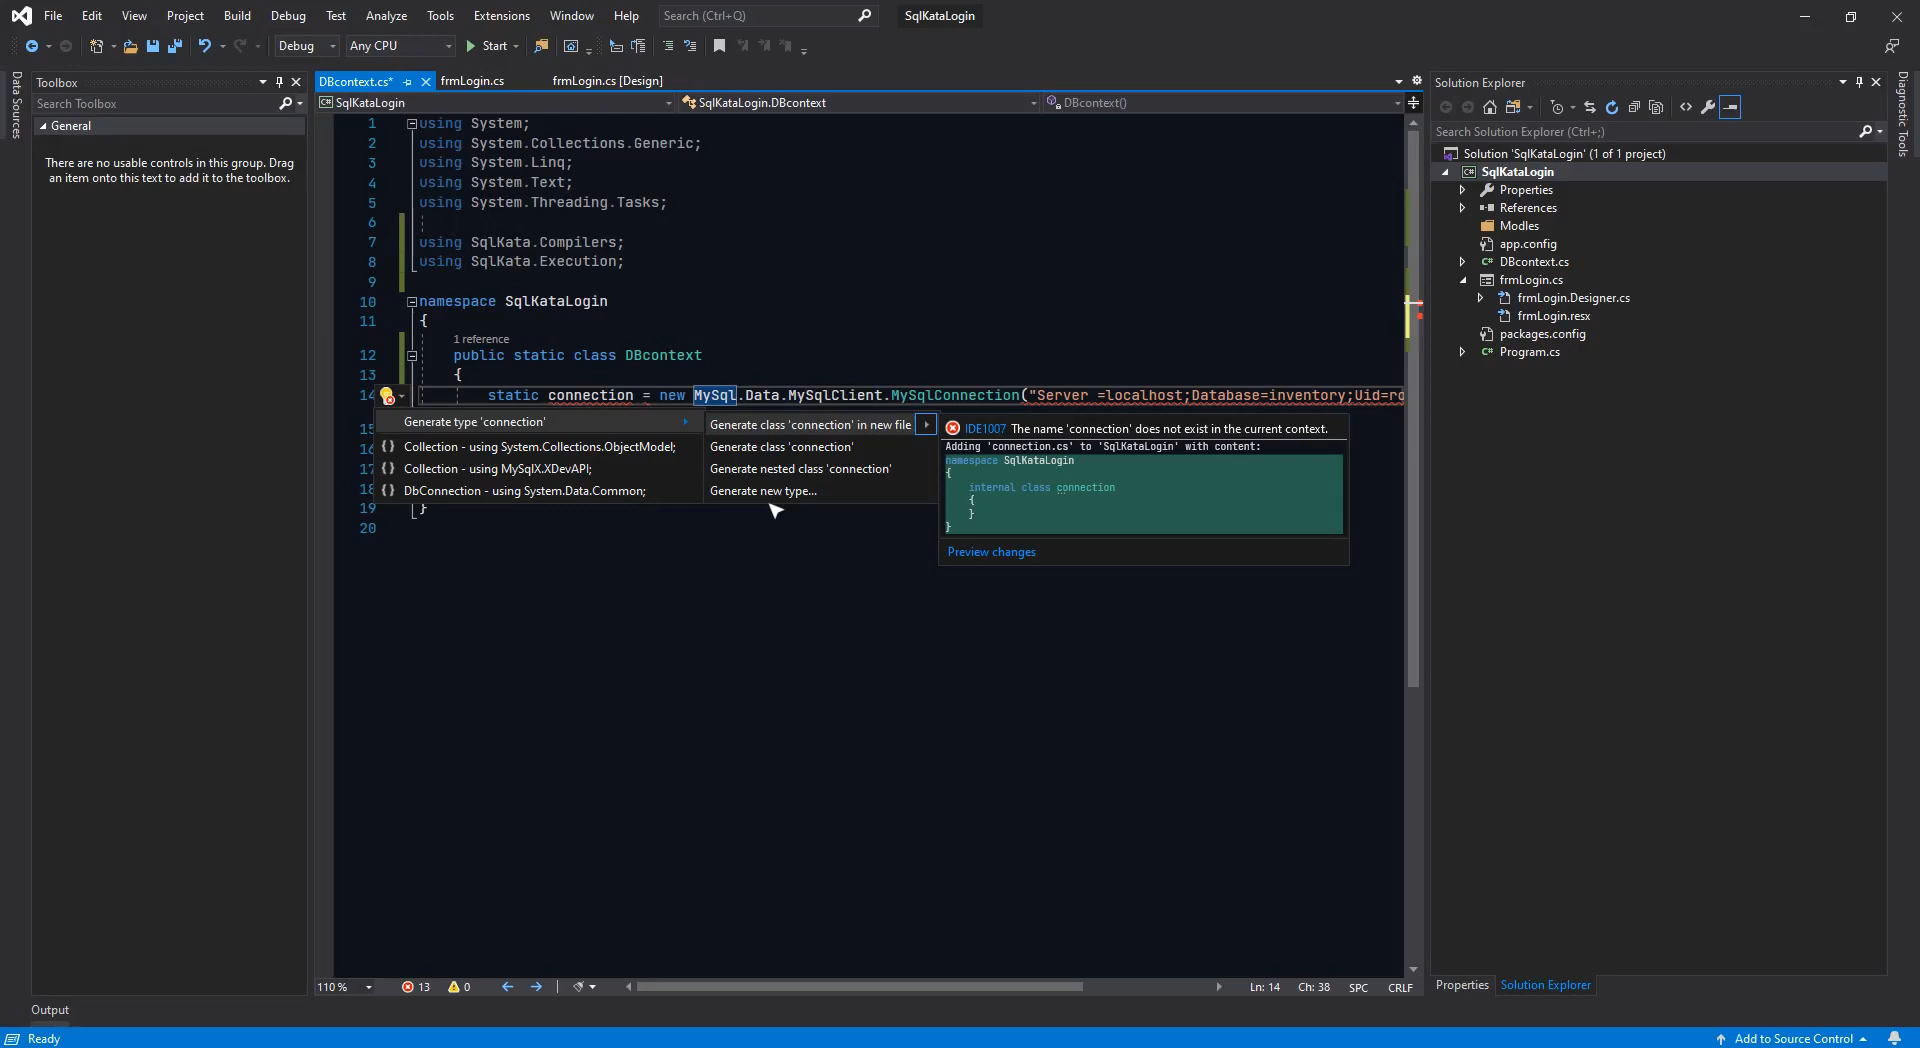 File Edit View Project Build Debug Test Analyze Tools Extensions Window Help Search (Ctrl+Q) SqlKataLogin
Debug Any CPU Start
Data Sources
Toolbox
Search Toolbox
General
There are no usable controls in this group. Drag
an item onto this text to add it to the toolbox.
DBcontext.cs* frmLogin.cs frmLogin.cs [Design]
SqlKataLogin SqlKataLogin.DBcontext DBcontext()
1 using System;
2 using System.Collections.Generic;
3 using System.Linq;
4 using System.Text;
5 using System.Threading.Tasks;
6
7 using SqlKata.Compilers;
8 using SqlKata.Execution;
9
10 namespace SqlKataLogin
11 {
1 reference
12 public static class DBcontext
13 {
14 static connection = new MySql.Data.MySqlClient.MySqlConnection("Server =localhost;Database=inventory;Uid=ro
15
16
17
18
19 }
20
Generate type 'connection'
Collection - using System.Collections.ObjectModel;
Collection - using MySqlX.XDevAPI;
DbConnection - using System.Data.Common;
Generate class 'connection' in new file
Generate class 'connection'
Generate nested class 'connection'
Generate new type...
IDE1007 The name 'connection' does not exist in the current context.
Adding 'connection.cs' to 'SqlKataLogin' with content:
namespace SqlKataLogin
{
internal class connection
{
}
}
Preview changes
110 % 13 0 Ln: 14 Ch: 38 SPC CRLF
Solution Explorer
Search Solution Explorer (Ctrl+;)
Solution 'SqlKataLogin' (1 of 1 project)
SqlKataLogin
Properties
References
Modles
app.config
DBcontext.cs
frmLogin.cs
frmLogin.Designer.cs
frmLogin.resx
packages.config
Program.cs
Properties Solution Explorer
Diagnostic Tools
Output
Ready Add to Source Control